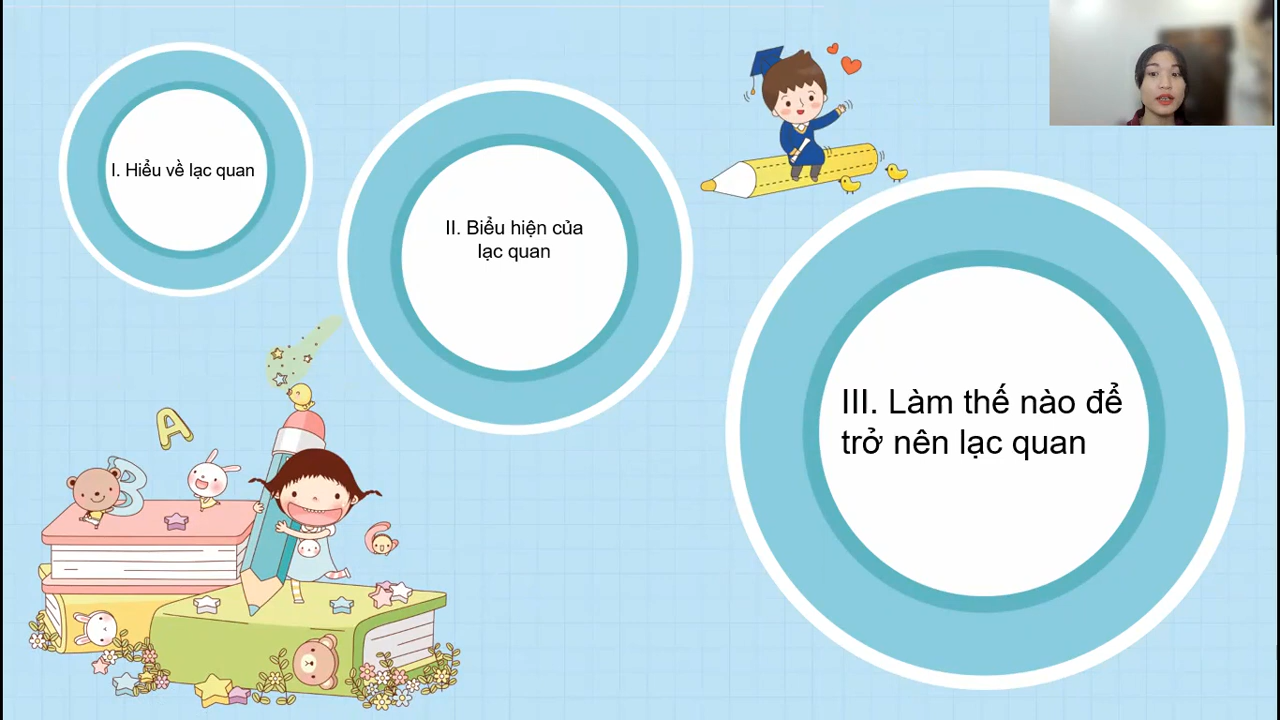 I. Hiểu về lạc quan
II. Biểu hiện của
lạc quan
III. Làm thế nào để
trở nên lạc quan
A
B
C